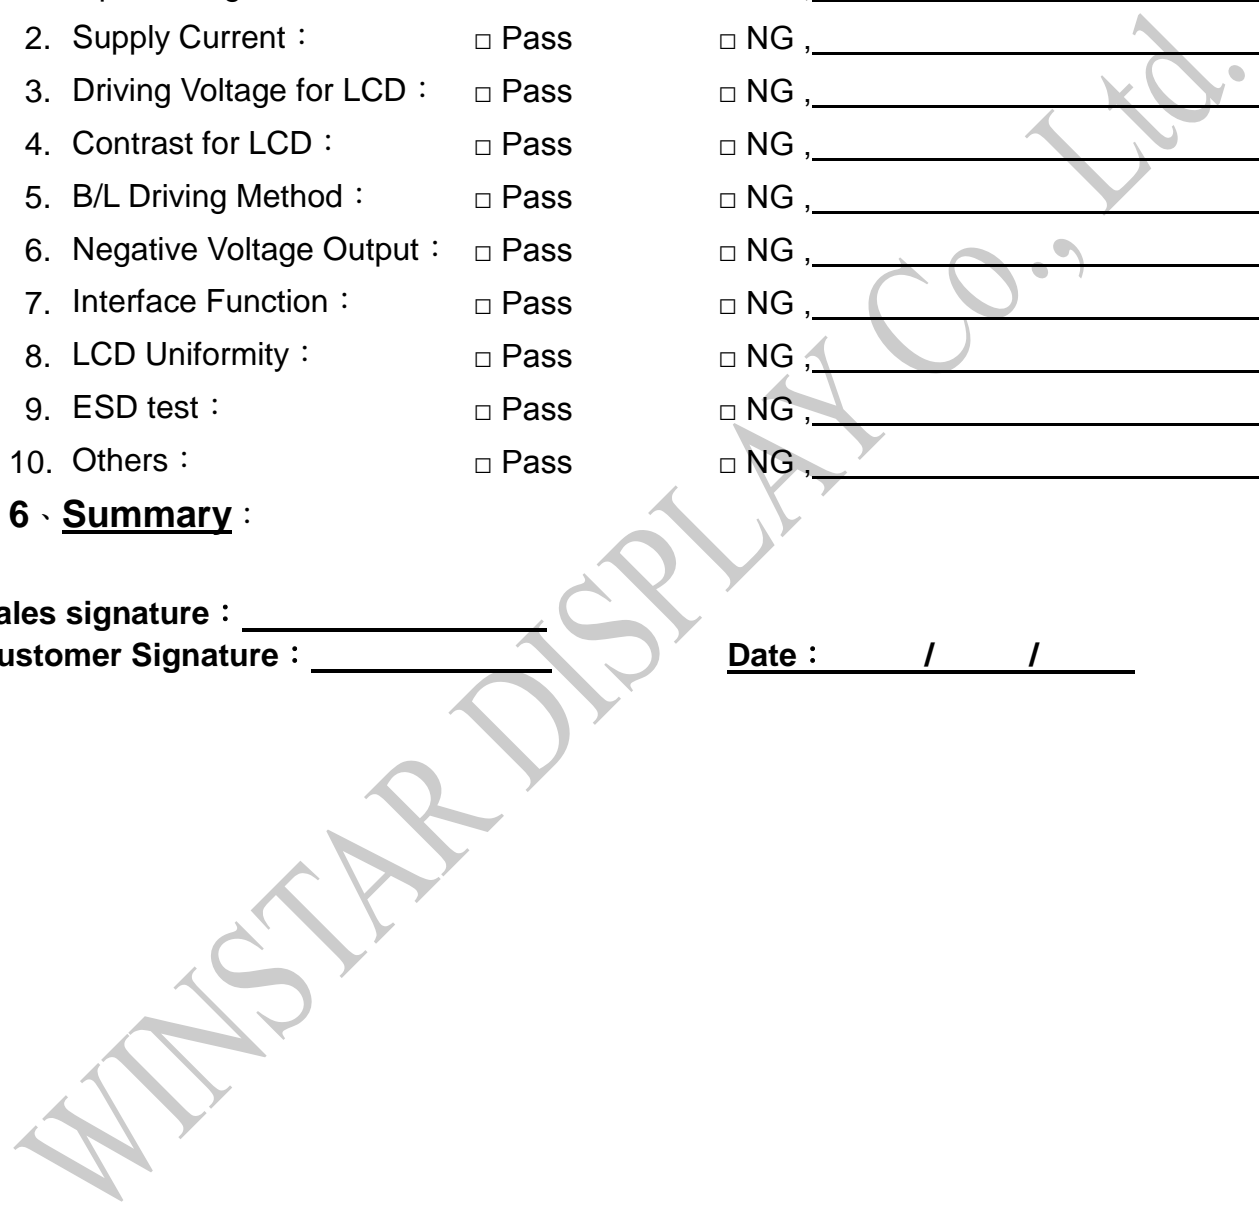 2. Supply Current： □ Pass □ NG ,
3. Driving Voltage for LCD： □ Pass □ NG ,
4. Contrast for LCD： □ Pass □ NG ,
5. B/L Driving Method： □ Pass □ NG ,
6. Negative Voltage Output： □ Pass □ NG ,
7. Interface Function： □ Pass □ NG ,
8. LCD Uniformity： □ Pass □ NG ,
9. ESD test： □ Pass □ NG ,
10. Others： □ Pass □ NG ,
6、Summary：
ales signature：
ustomer Signature： Date： / /
WINSTAR DISPLAY Co., Ltd.